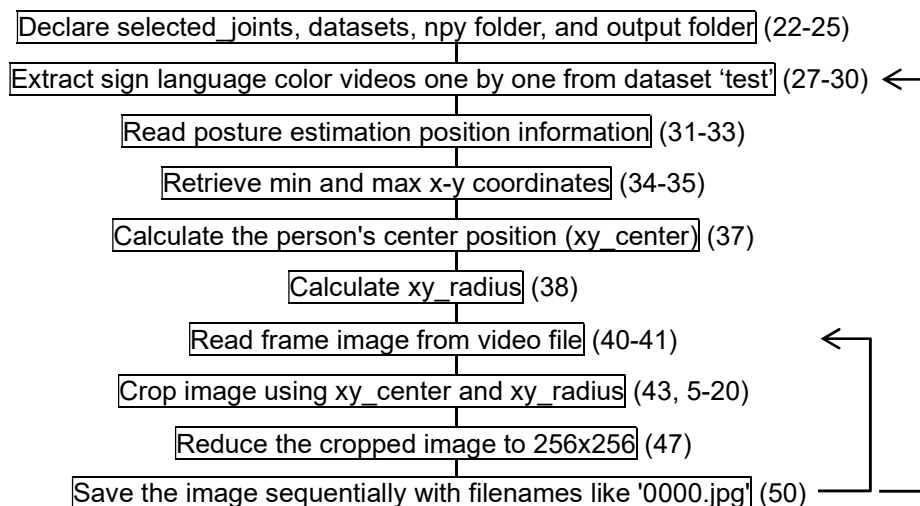 Declare selected_joints, datasets, npy folder, and output folder (22-25)
Extract sign language color videos one by one from dataset ‘test’ (27-30)
Read posture estimation position information (31-33)
Retrieve min and max x-y coordinates (34-35)
Calculate the person's center position (xy_center) (37)
Calculate xy_radius (38)
Read frame image from video file (40-41)
Crop image using xy_center and xy_radius (43, 5-20)
Reduce the cropped image to 256x256 (47)
Save the image sequentially with filenames like '0000.jpg' (50)